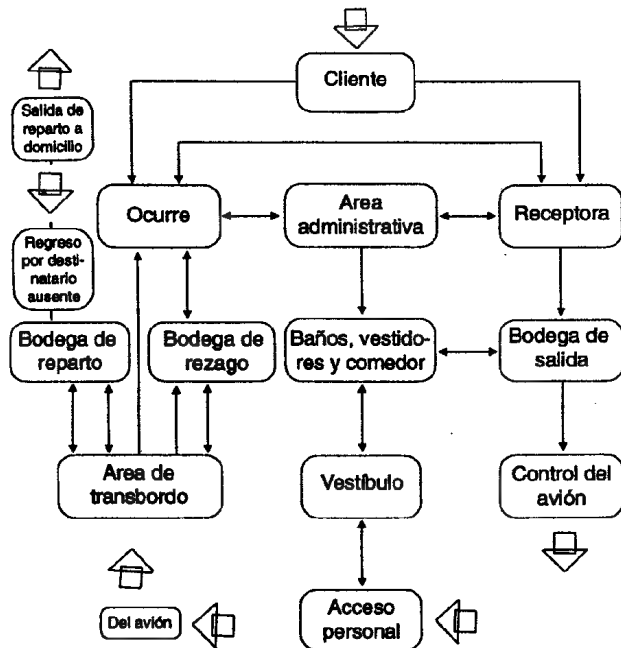 Cliente
Salida de
reparto a
domicilio
Ocurre
Area
administrativa
Receptora
Regreso
por desti-
natario
ausente
Bodega de
reparto
Bodega de
rezago
Baños, vestido-
res y comedor
Bodega de
salida
Area de
transbordo
Vestíbulo
Control del
avión
Del avión
Acceso
personal